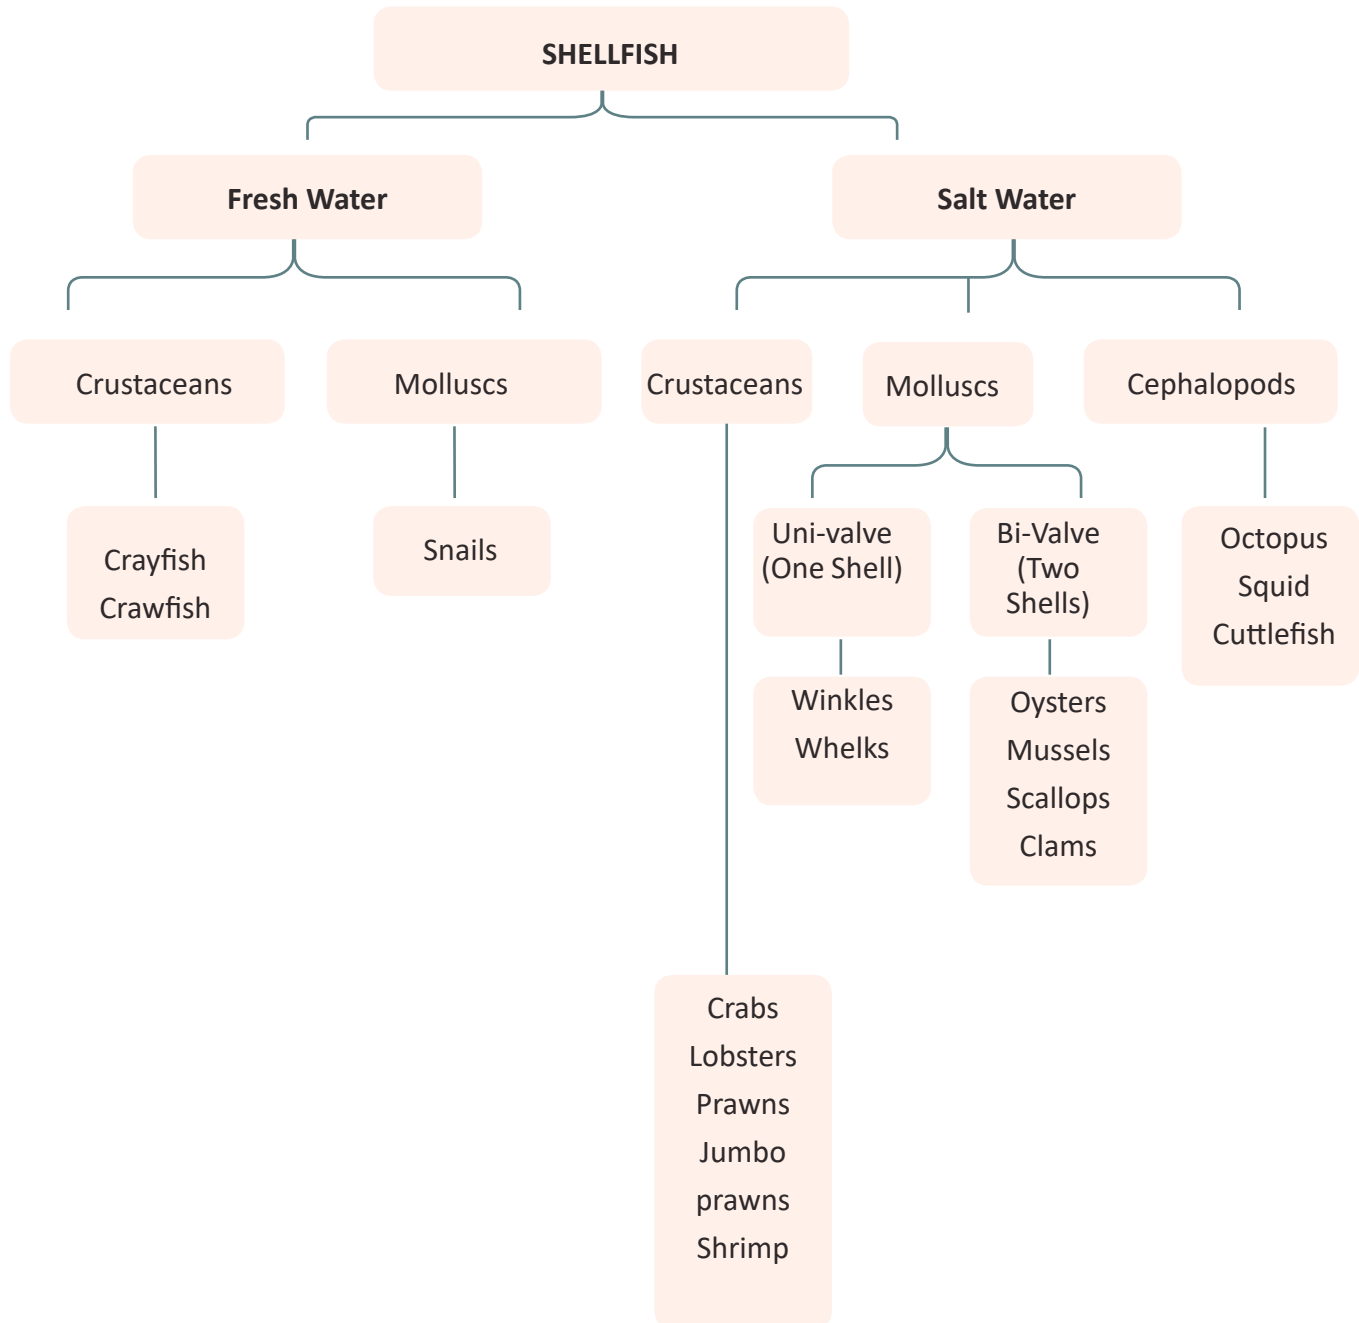 SHELLFISH
Fresh Water
Salt Water
Crustaceans
Molluscs
Crustaceans
Molluscs
Cephalopods
Crayfish
Crawfish
Snails
Uni-valve
(One Shell)
Bi-Valve
(Two
Shells)
Octopus
Squid
Cuttlefish
Winkles
Whelks
Oysters
Mussels
Scallops
Clams
Crabs
Lobsters
Prawns
Jumbo
prawns
Shrimp